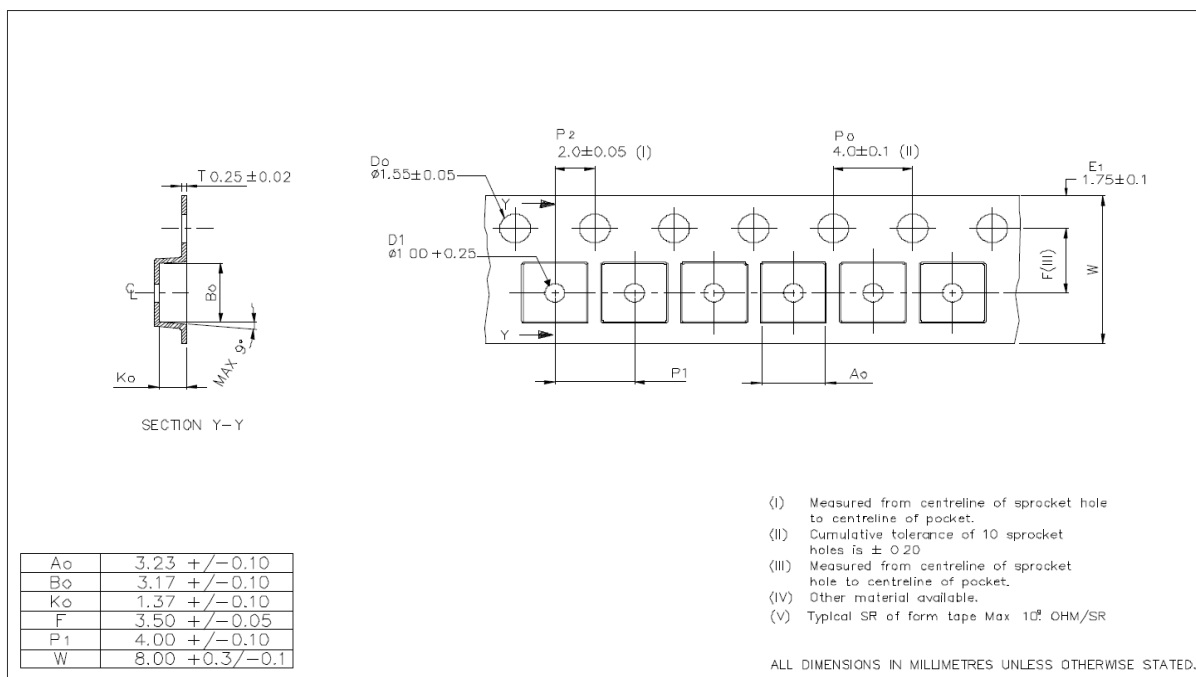 P2
2.0±0.05 (I)
Po
4.0±0.1 (II)
Do
ø1.55±0.05
E1
1.75±0.1
T 0.25±0.02
Y
D1
ø1.00 +0.25
F(III)
W
℄
Bo
Y
MAX 9°
Ko
P1
Ao
SECTION Y-Y
(I) Measured from centreline of sprocket hole
to centreline of pocket.
(II) Cumulative tolerance of 10 sprocket
holes is ± 0.20
(III) Measured from centreline of sprocket
hole to centreline of pocket.
(IV) Other material available.
(V) Typical SR of form tape Max OHM/SR
Ao 3.23 +/-0.10
Bo 3.17 +/-0.10
Ko 1.37 +/-0.10
F 3.50 +/-0.05
P1 4.00 +/-0.10
W 8.00 +0.3/-0.1
ALL DIMENSIONS IN MILLIMETRES UNLESS OTHERWISE STATED.